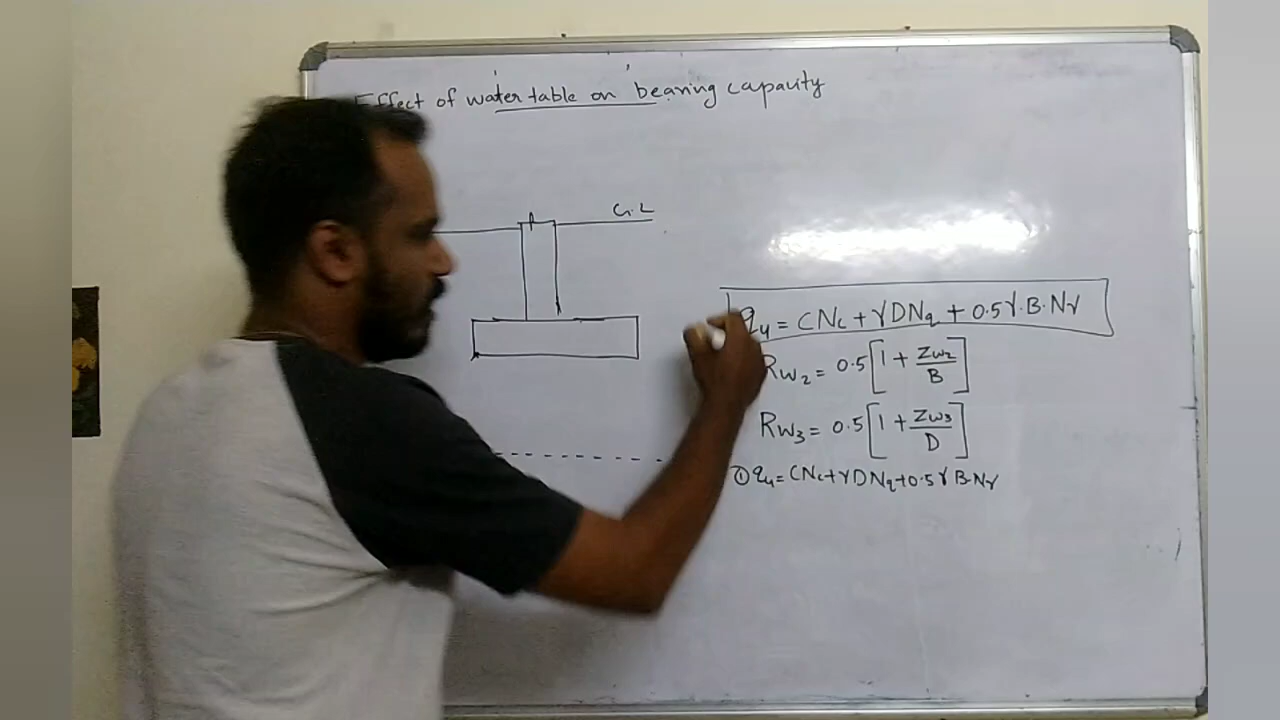 Effect of water table on bearing capacity
G.L
qu = CNc + γDNq + 0.5γ.B.Nγ
Rw2 = 0.5 [1 + Zw2/B]
Rw3 = 0.5 [1 + Zw3/D]
① qu = CNc + γDNq + 0.5γB.Nγ